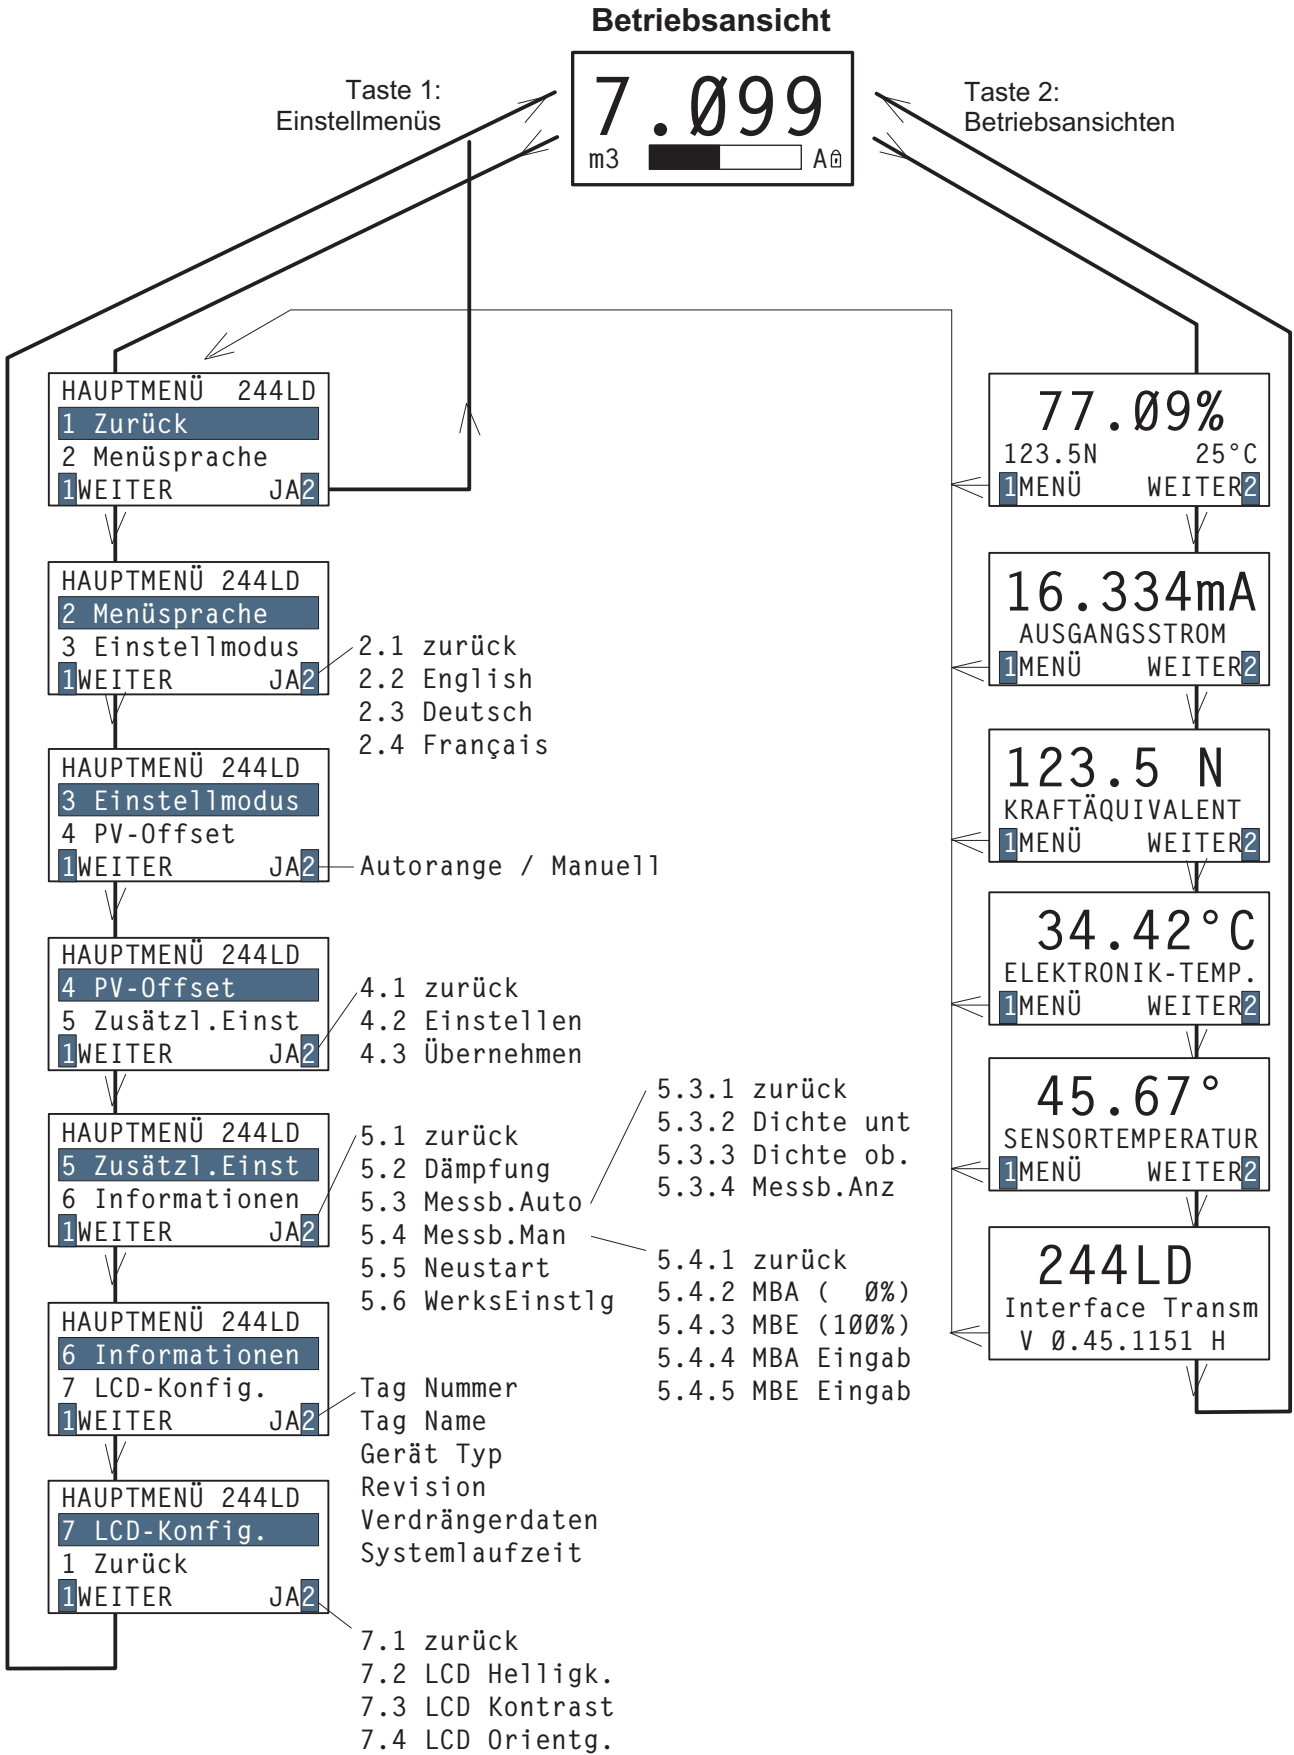 Betriebsansicht
Taste 1:
Einstellmenüs
7.Ø99
m3 A
Taste 2:
Betriebsansichten
HAUPTMENÜ 244LD
1 Zurück
2 Menüsprache
1WEITER JA2
HAUPTMENÜ 244LD
2 Menüsprache
3 Einstellmodus
1WEITER JA2
2.1 zurück
2.2 English
2.3 Deutsch
2.4 Français
HAUPTMENÜ 244LD
3 Einstellmodus
4 PV-Offset
1WEITER JA2
Autorange / Manuell
HAUPTMENÜ 244LD
4 PV-Offset
5 Zusätzl.Einst
1WEITER JA2
4.1 zurück
4.2 Einstellen
4.3 Übernehmen
HAUPTMENÜ 244LD
5 Zusätzl.Einst
6 Informationen
1WEITER JA2
5.1 zurück
5.2 Dämpfung
5.3 Messb.Auto
5.4 Messb.Man
5.5 Neustart
5.6 WerksEinstlg
5.3.1 zurück
5.3.2 Dichte unt
5.3.3 Dichte ob.
5.3.4 Messb.Anz
5.4.1 zurück
5.4.2 MBA (  Ø%)
5.4.3 MBE (1ØØ%)
5.4.4 MBA Eingab
5.4.5 MBE Eingab
HAUPTMENÜ 244LD
6 Informationen
7 LCD-Konfig.
1WEITER JA2
Tag Nummer
Tag Name
Gerät Typ
Revision
Verdrängerdaten
Systemlaufzeit
HAUPTMENÜ 244LD
7 LCD-Konfig.
1 Zurück
1WEITER JA2
7.1 zurück
7.2 LCD Helligk.
7.3 LCD Kontrast
7.4 LCD Orientg.
77.Ø9%
123.5N 25°C
1MENÜ WEITER2
16.334mA
AUSGANGSSTROM
1MENÜ WEITER2
123.5 N
KRAFTÄQUIVALENT
1MENÜ WEITER2
34.42°C
ELEKTRONIK-TEMP.
1MENÜ WEITER2
45.67°
SENSORTEMPERATUR
1MENÜ WEITER2
244LD
Interface Transm
V Ø.45.1151 H